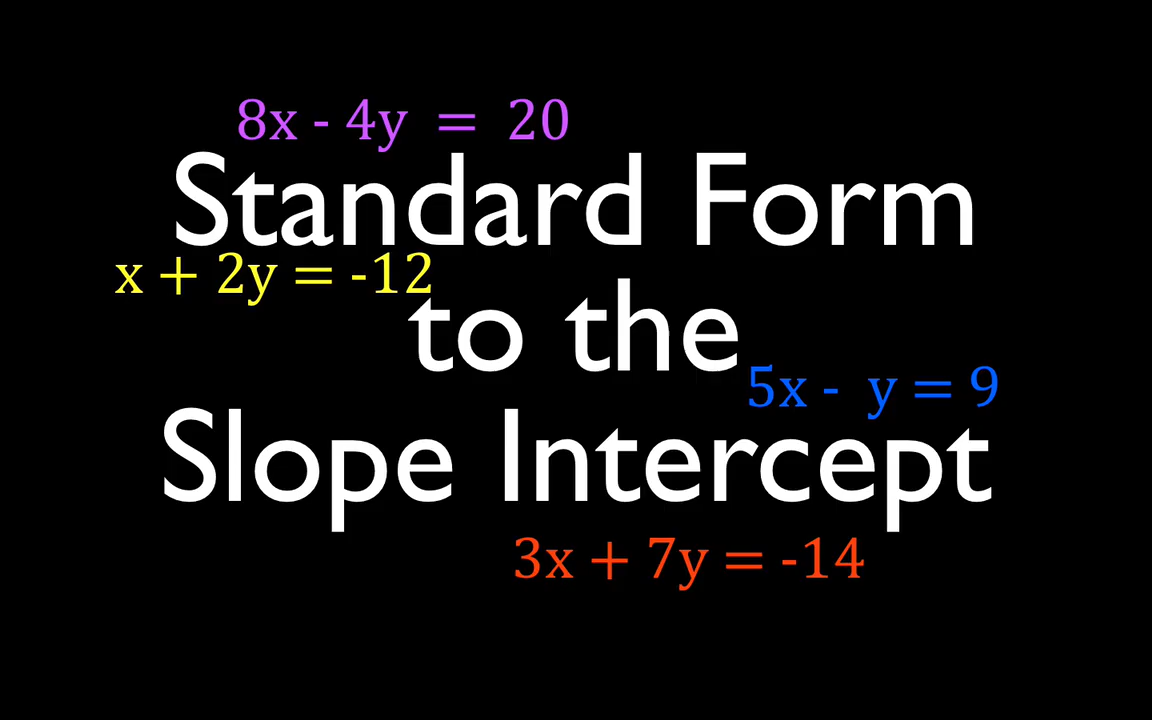 8x - 4y = 20
Standard Form
x + 2y = -12
to the
5x - y = 9
Slope Intercept
3x + 7y = -14